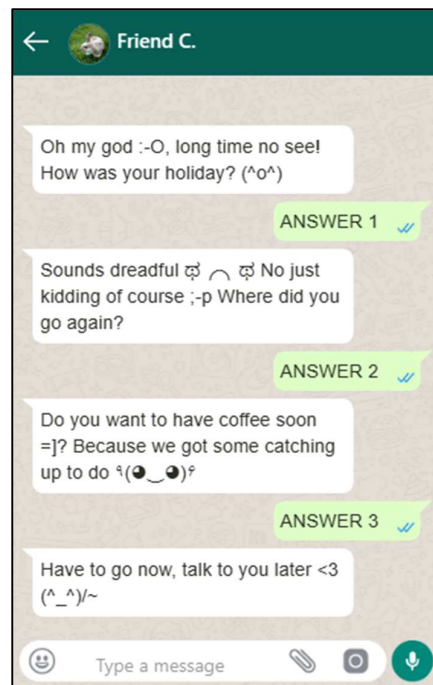 Friend C.
Oh my god :-O, long time no see!
How was your holiday? (^o^)
ANSWER 1
Sounds dreadful ಥ ⌒ ಥ No just
kidding of course ;-p Where did you
go again?
ANSWER 2
Do you want to have coffee soon
=]? Because we got some catching
up to do ٩(◕‿◕)۶
ANSWER 3
Have to go now, talk to you later <3
(^_^)/~
Type a message